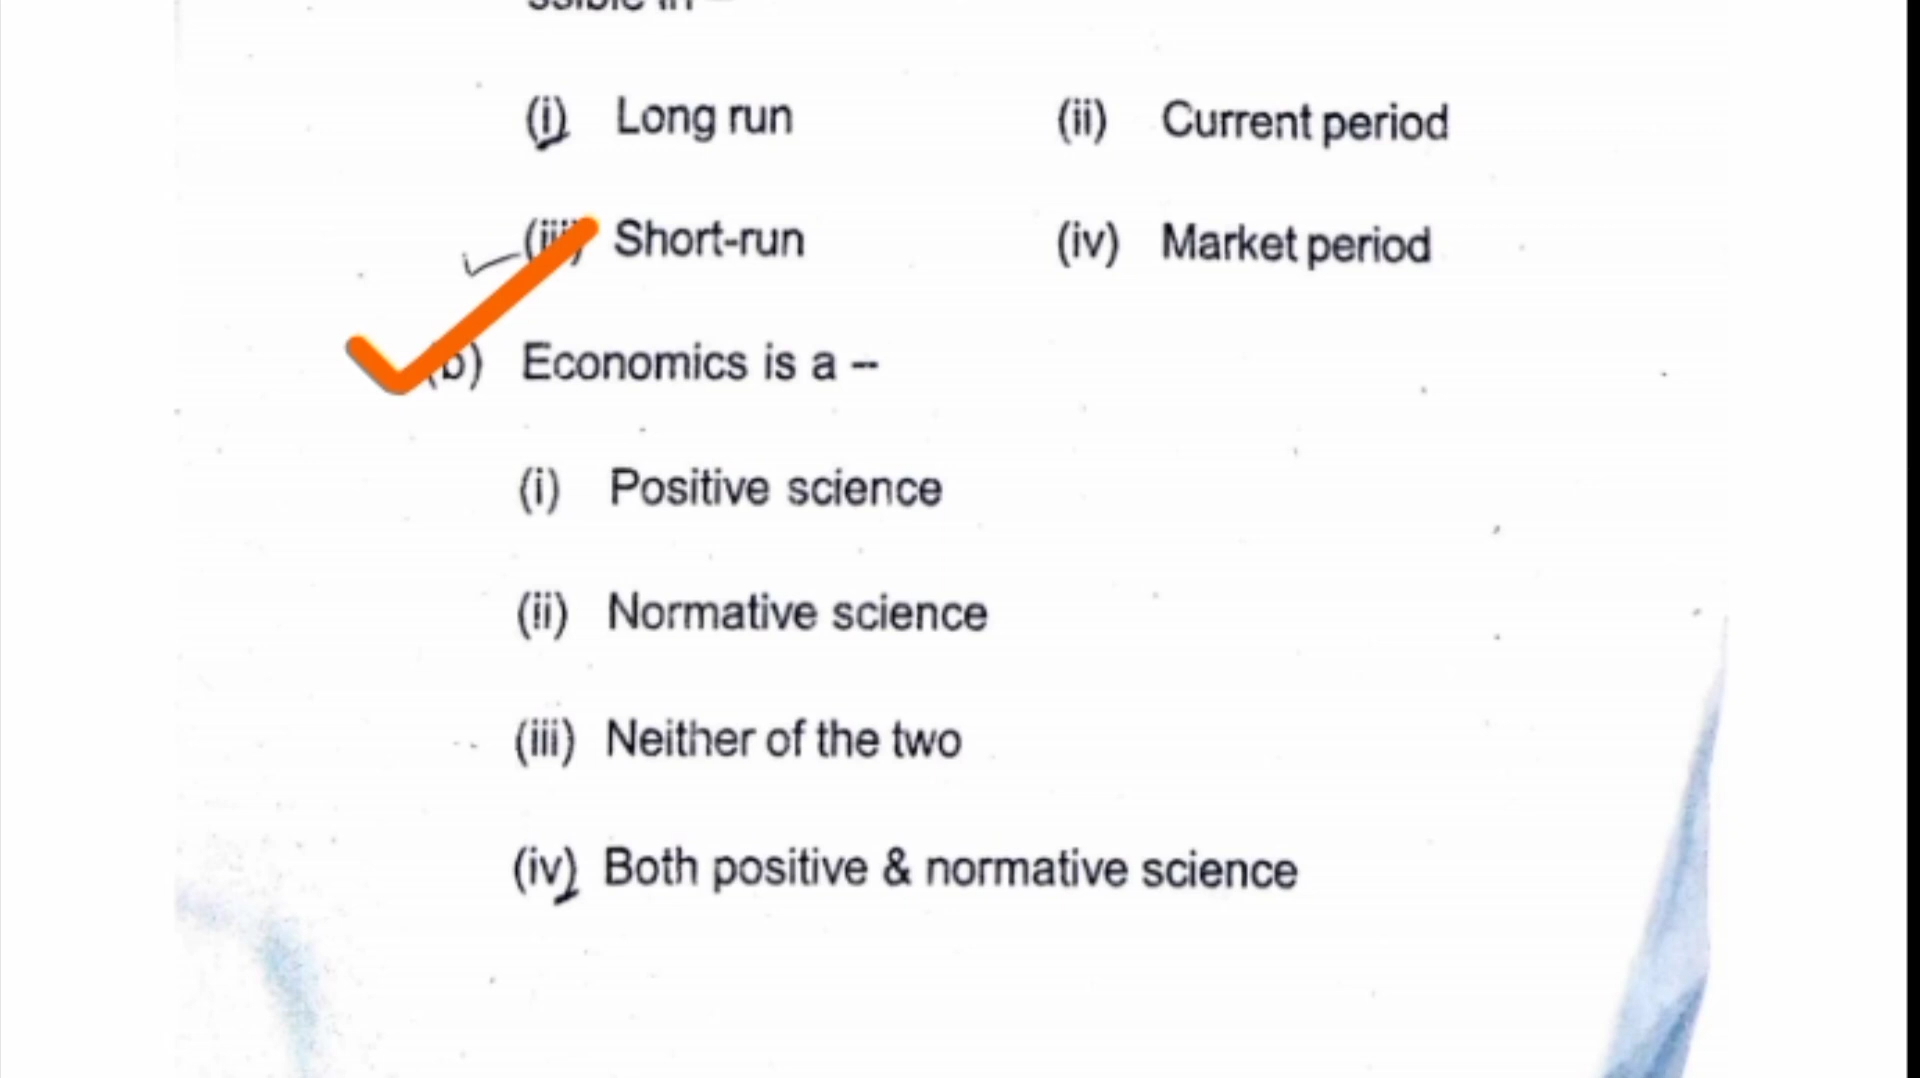 (i) Long run (ii) Current period
(iii) Short-run (iv) Market period
(b) Economics is a –
(i) Positive science
(ii) Normative science
(iii) Neither of the two
(iv) Both positive & normative science